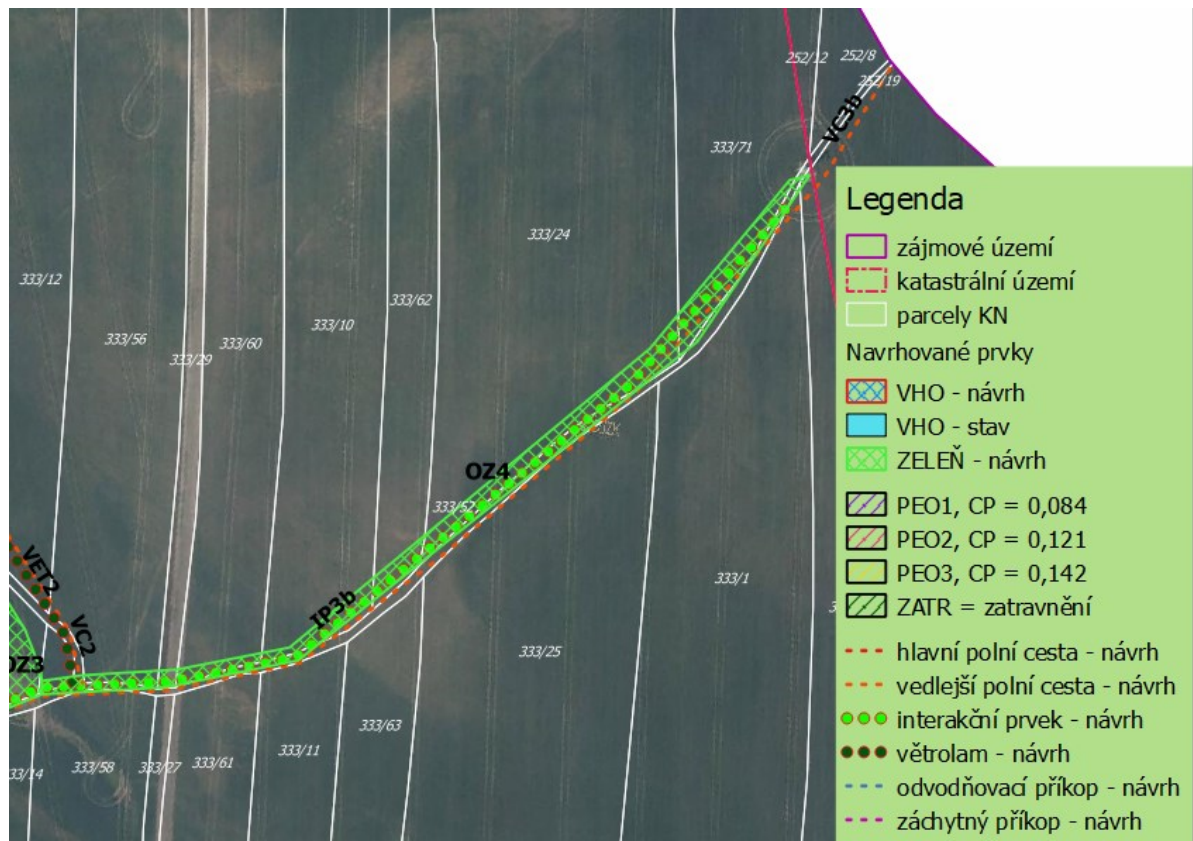 252/12
252/8
252/19
VC3b
333/71
333/24
333/12
333/62
333/10
333/56
333/29
333/60
OZ4
333/52
333/1
VET2
VC2
IP3b
OZ3
333/25
333/63
333/11
333/61
333/27
333/58
33/14
Legenda
zájmové území
katastrální území
parcely KN
Navrhované prvky
VHO - návrh
VHO - stav
ZELEŇ - návrh
PEO1, CP = 0,084
PEO2, CP = 0,121
PEO3, CP = 0,142
ZATR = zatravnění
hlavní polní cesta - návrh
vedlejší polní cesta - návrh
interakční prvek - návrh
větrolam - návrh
odvodňovací příkop - návrh
záchytný příkop - návrh